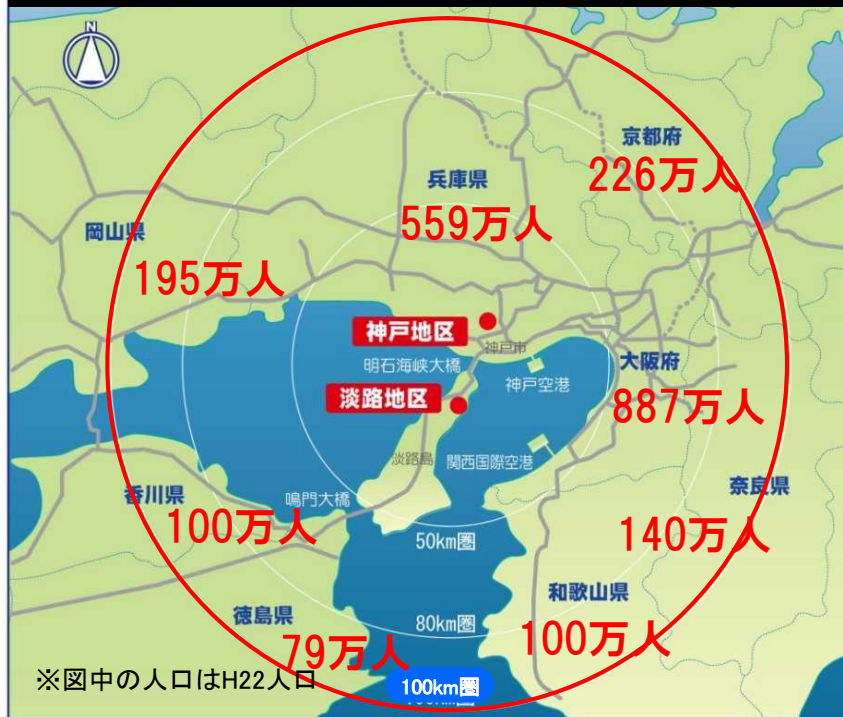 N
京都府
226万人
兵庫県
559万人
岡山県
195万人
神戸地区
神戸市
明石海峡大橋
大阪府
神戸空港
淡路地区
887万人
淡路島
関西国際空港
奈良県
香川県
鳴門大橋
100万人
140万人
50km圏
和歌山県
徳島県
80km圏
100万人
79万人
※図中の人口はH22人口
100km圏